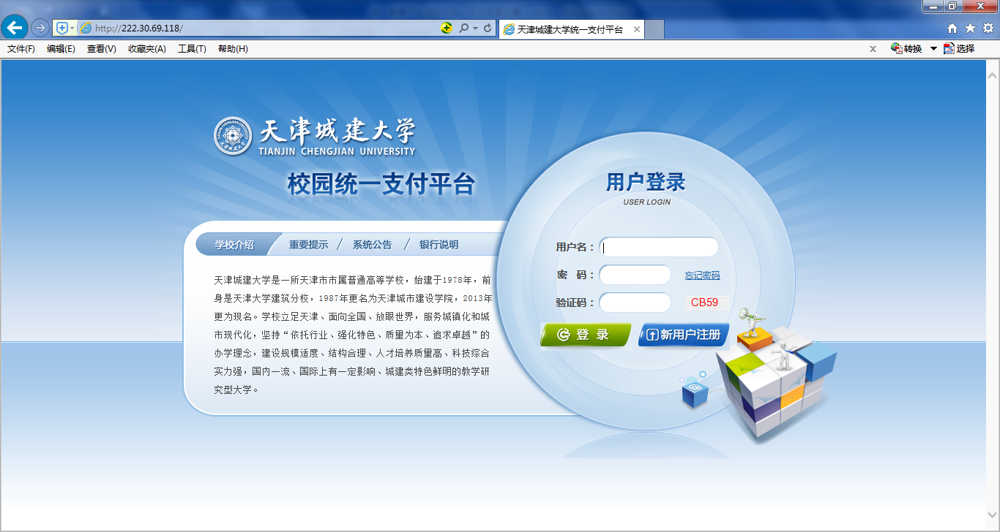 http://222.30.69.118/
天津城建大学统一支付平台
文件(F) 编辑(E) 查看(V) 收藏夹(A) 工具(T) 帮助(H)
转换 选择
天津城建大学
TIANJIN CHENGJIAN UNIVERSITY
校园统一支付平台
学校介绍 重要提示 / 系统公告 / 银行说明
天津城建大学是一所天津市市属普通高等学校，始建于1978年，前
身是天津大学建筑分校，1987年更名为天津城市建设学院，2013年
更为现名。学校立足天津、面向全国、放眼世界，服务城镇化和城
市现代化，坚持“依托行业、强化特色、质量为本、追求卓越”的
办学理念，建设规模适度、结构合理、人才培养质量高、科技综合
实力强，国内一流、国际上有一定影响、城建类特色鲜明的教学研
究型大学。
用户登录
USER LOGIN
用户名：
密 码： 忘记密码
验证码： CB59
登 录 新用户注册